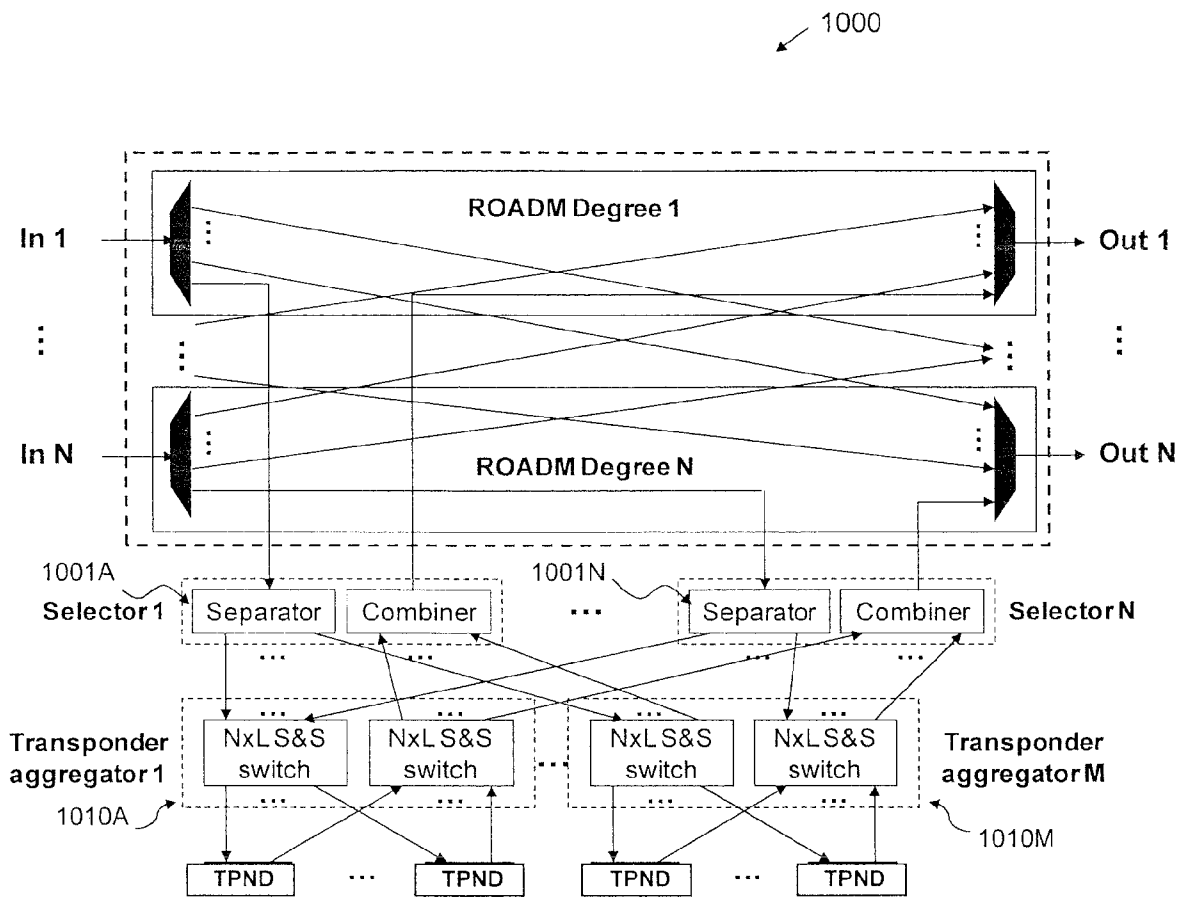 1000
ROADM Degree 1
In 1
Out 1
In N
Out N
ROADM Degree N
1001A
1001N
Selector 1
Separator
Combiner
Separator
Combiner
Selector N
Transponder
aggregator 1
NxL S&S
switch
NxL S&S
switch
NxL S&S
switch
NxL S&S
switch
Transponder
aggregator M
1010A
1010M
TPND
TPND
TPND
TPND